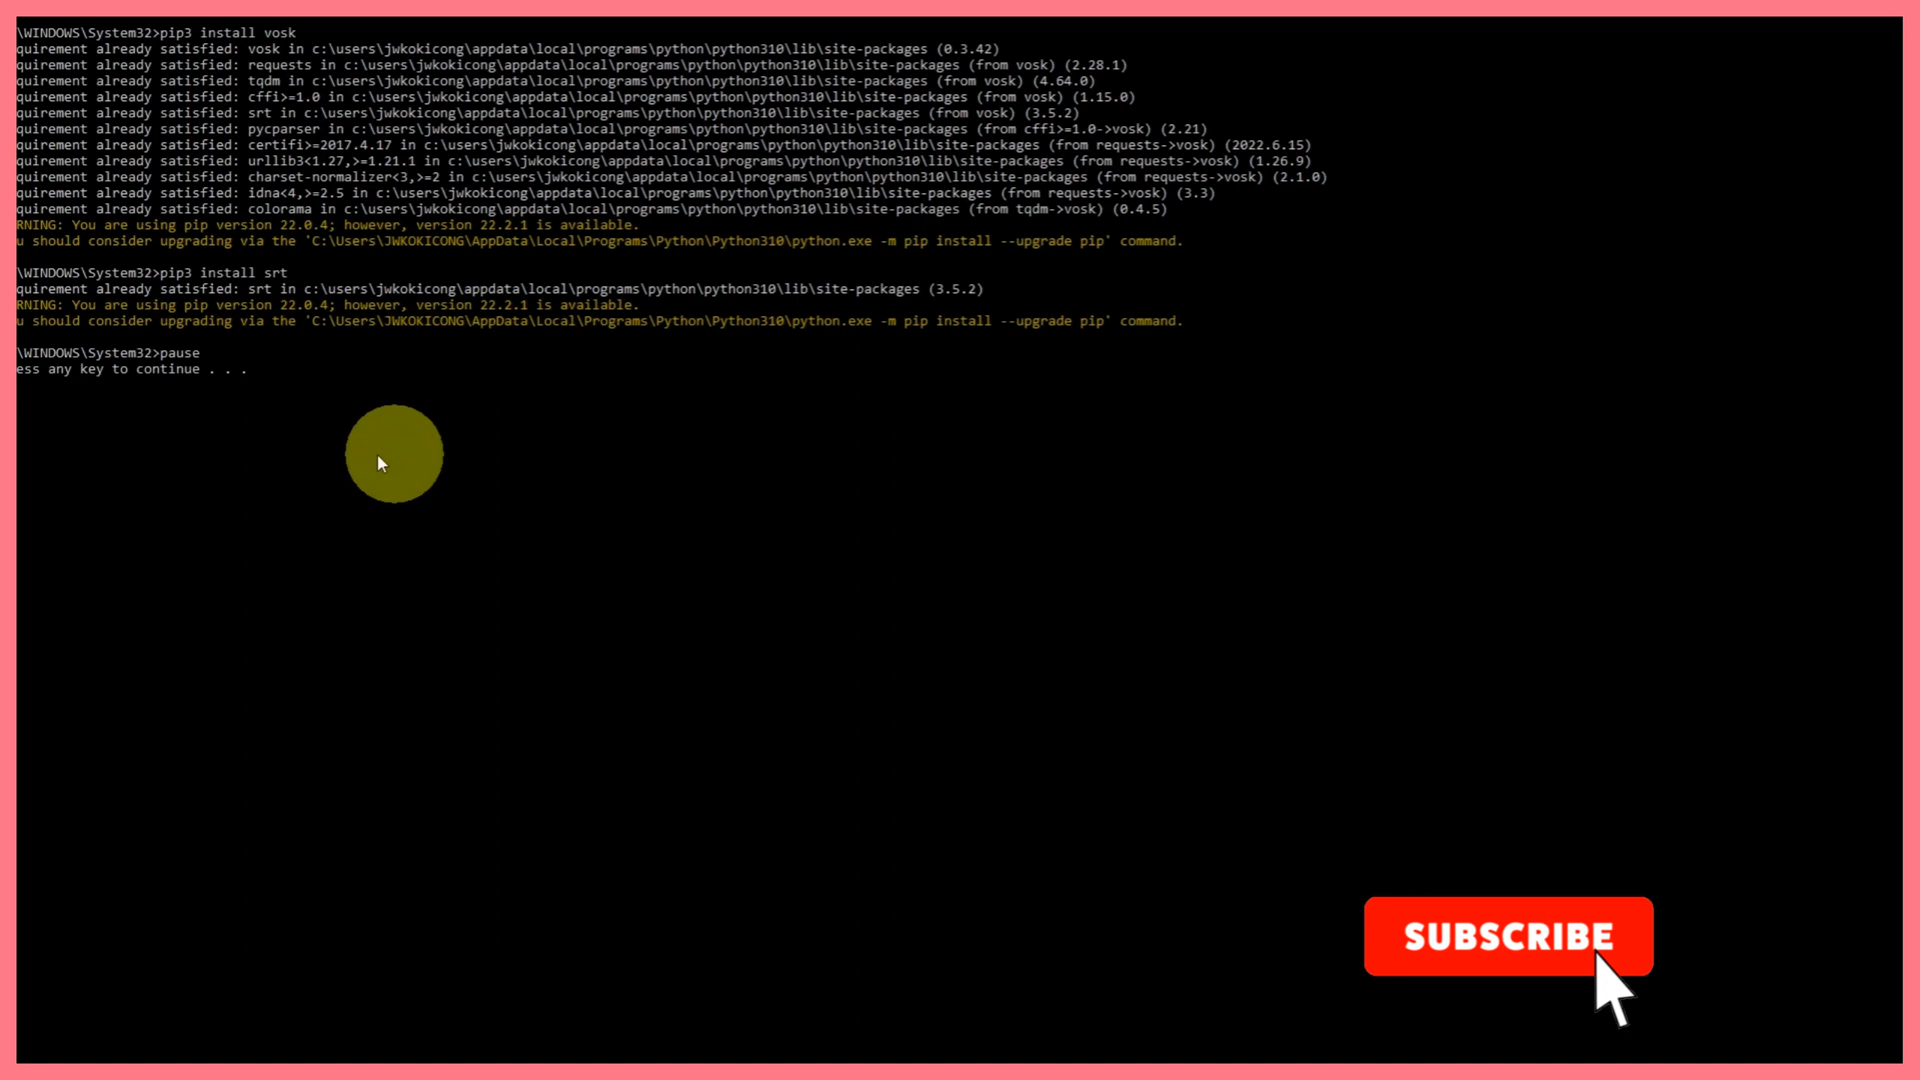 \WINDOWS\System32>pip3 install vosk
quirement already satisfied: vosk in c:\users\jwkokicong\appdata\local\programs\python\python310\lib\site-packages (0.3.42)
quirement already satisfied: requests in c:\users\jwkokicong\appdata\local\programs\python\python310\lib\site-packages (from vosk) (2.28.1)
quirement already satisfied: tqdm in c:\users\jwkokicong\appdata\local\programs\python\python310\lib\site-packages (from vosk) (4.64.0)
quirement already satisfied: cffi>=1.0 in c:\users\jwkokicong\appdata\local\programs\python\python310\lib\site-packages (from vosk) (1.15.0)
quirement already satisfied: srt in c:\users\jwkokicong\appdata\local\programs\python\python310\lib\site-packages (from vosk) (3.5.2)
quirement already satisfied: pycparser in c:\users\jwkokicong\appdata\local\programs\python\python310\lib\site-packages (from cffi>=1.0->vosk) (2.21)
quirement already satisfied: certifi>=2017.4.17 in c:\users\jwkokicong\appdata\local\programs\python\python310\lib\site-packages (from requests->vosk) (2022.6.15)
quirement already satisfied: urllib3<1.27,>=1.21.1 in c:\users\jwkokicong\appdata\local\programs\python\python310\lib\site-packages (from requests->vosk) (1.26.9)
quirement already satisfied: charset-normalizer<3,>=2 in c:\users\jwkokicong\appdata\local\programs\python\python310\lib\site-packages (from requests->vosk) (2.1.0)
quirement already satisfied: idna<4,>=2.5 in c:\users\jwkokicong\appdata\local\programs\python\python310\lib\site-packages (from requests->vosk) (3.3)
quirement already satisfied: colorama in c:\users\jwkokicong\appdata\local\programs\python\python310\lib\site-packages (from tqdm->vosk) (0.4.5)
RNING: You are using pip version 22.0.4; however, version 22.2.1 is available.
u should consider upgrading via the 'C:\Users\JWKOKICONG\AppData\Local\Programs\Python\Python310\python.exe -m pip install --upgrade pip' command.
\WINDOWS\System32>pip3 install srt
quirement already satisfied: srt in c:\users\jwkokicong\appdata\local\programs\python\python310\lib\site-packages (3.5.2)
RNING: You are using pip version 22.0.4; however, version 22.2.1 is available.
u should consider upgrading via the 'C:\Users\JWKOKICONG\AppData\Local\Programs\Python\Python310\python.exe -m pip install --upgrade pip' command.
\WINDOWS\System32>pause
ess any key to continue . . .
SUBSCRIBE